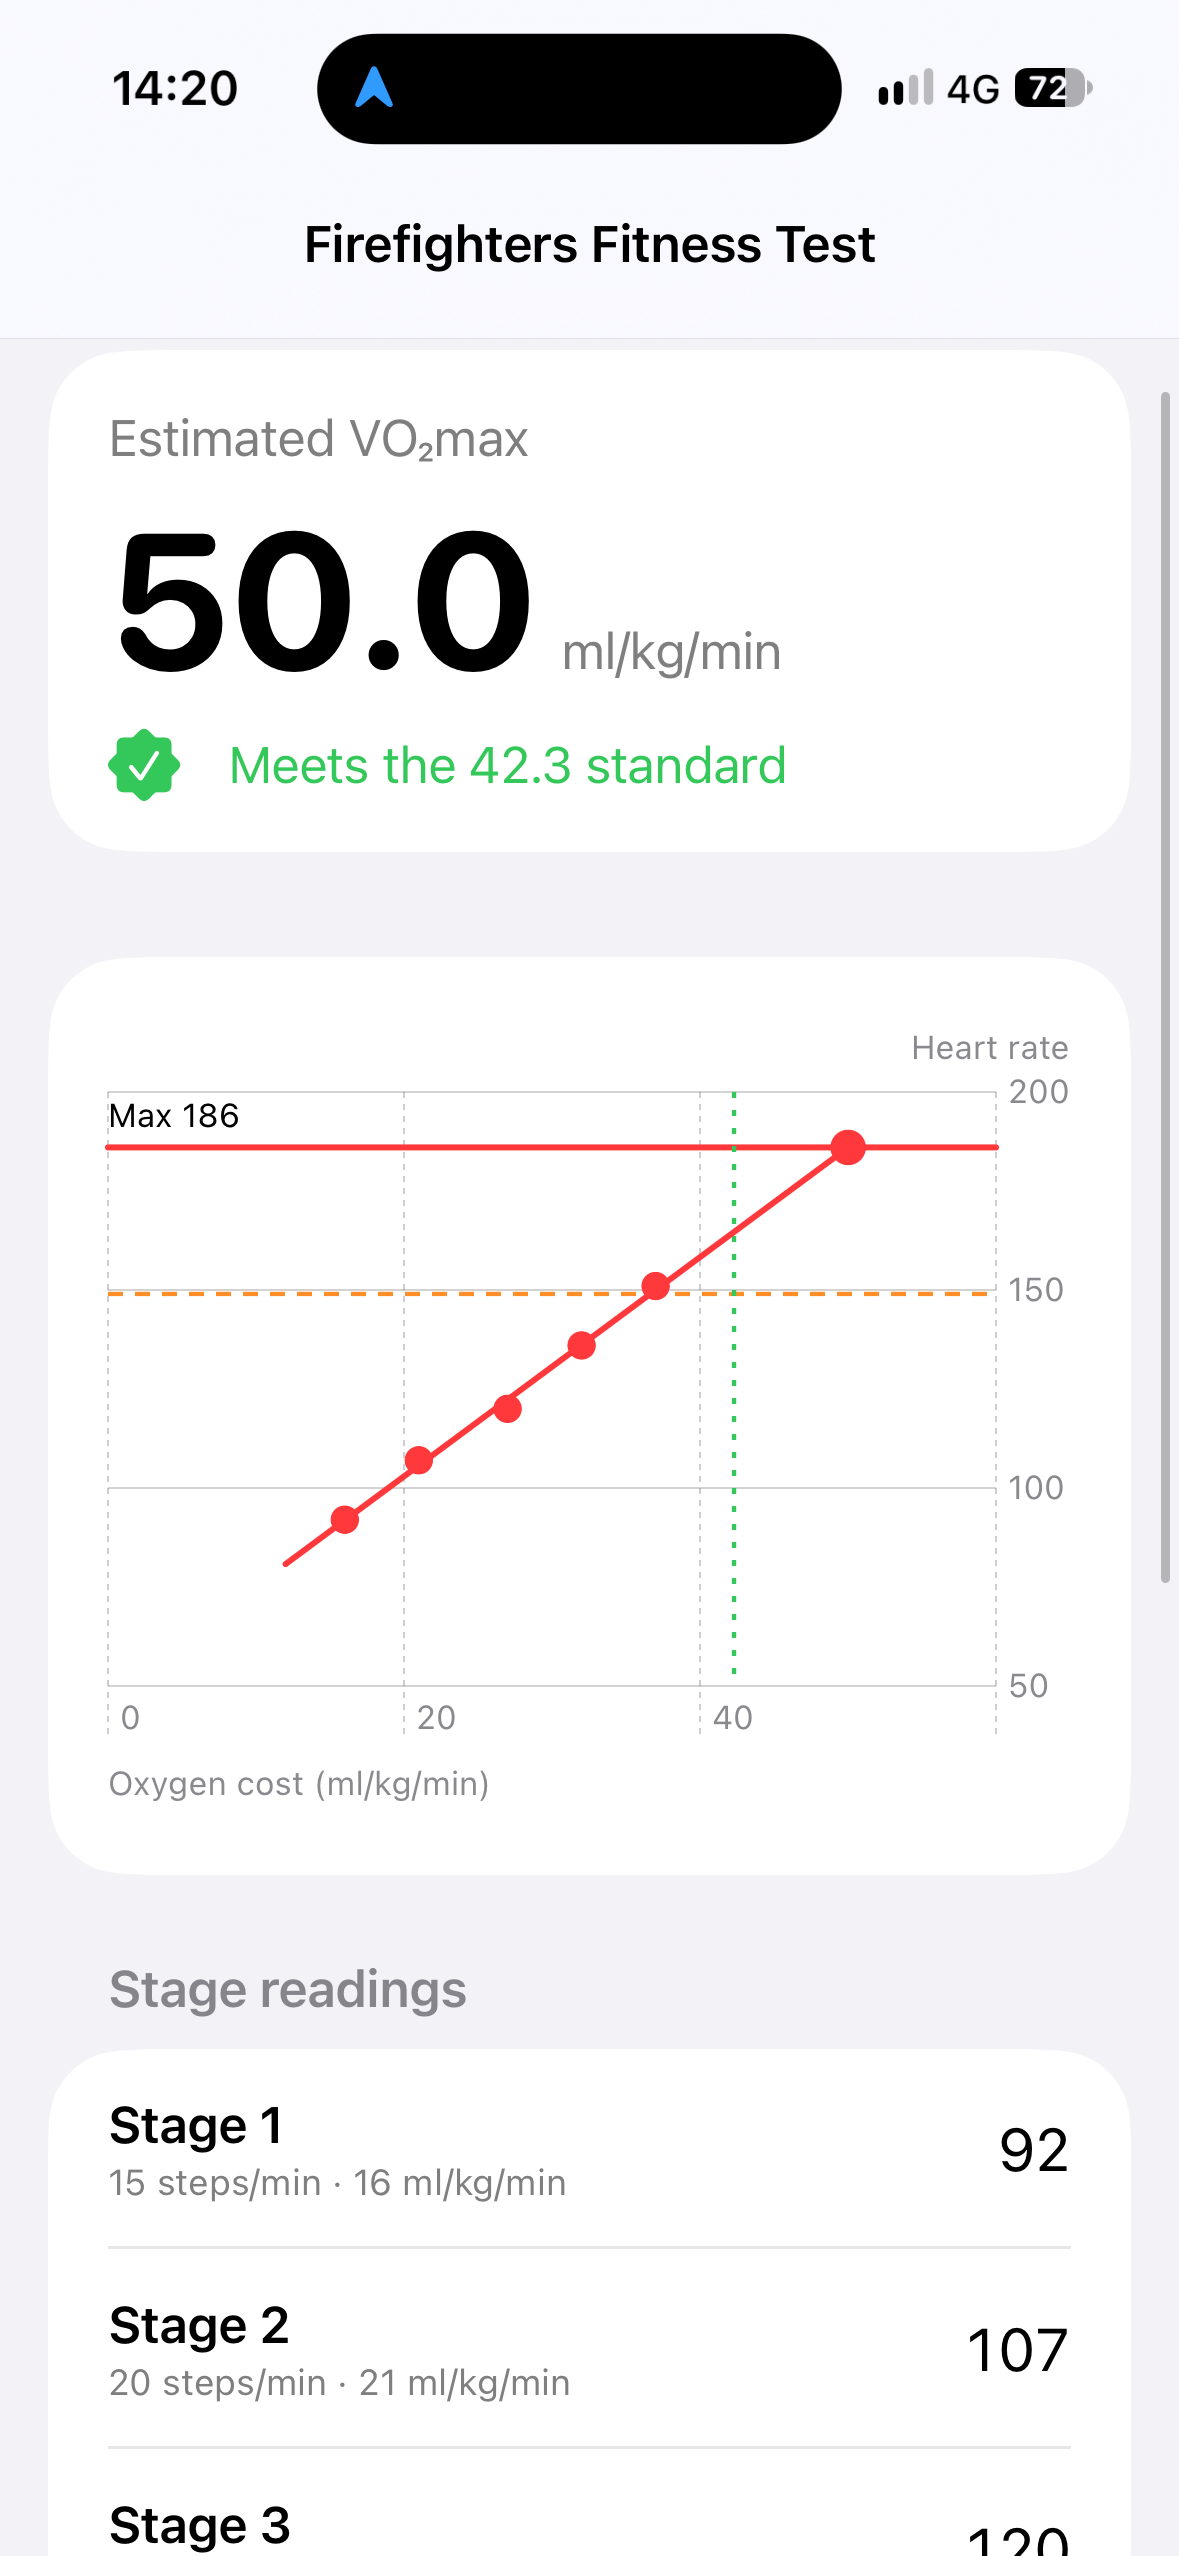 14:20
4G
72
Firefighters Fitness Test
Estimated VO₂max
50.0 ml/kg/min
Meets the 42.3 standard
Heart rate
200
Max 186
150
100
50
0 20 40
Oxygen cost (ml/kg/min)
Stage readings
Stage 1
15 steps/min · 16 ml/kg/min
92
Stage 2
20 steps/min · 21 ml/kg/min
107
Stage 3
120